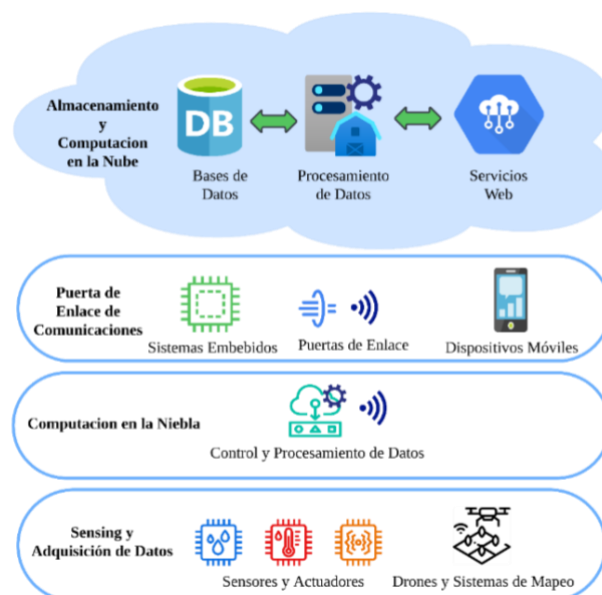 Almacenamiento
y
Computacion
en la Nube
DB
Bases de
Datos
Procesamiento
de Datos
Servicios
Web
Puerta de
Enlace de
Comunicaciones
Sistemas Embebidos
Puertas de Enlace
Dispositivos Móviles
Computacion en la Niebla
Control y Procesamiento de Datos
Sensing y
Adquisición de Datos
Sensores y Actuadores
Drones y Sistemas de Mapeo